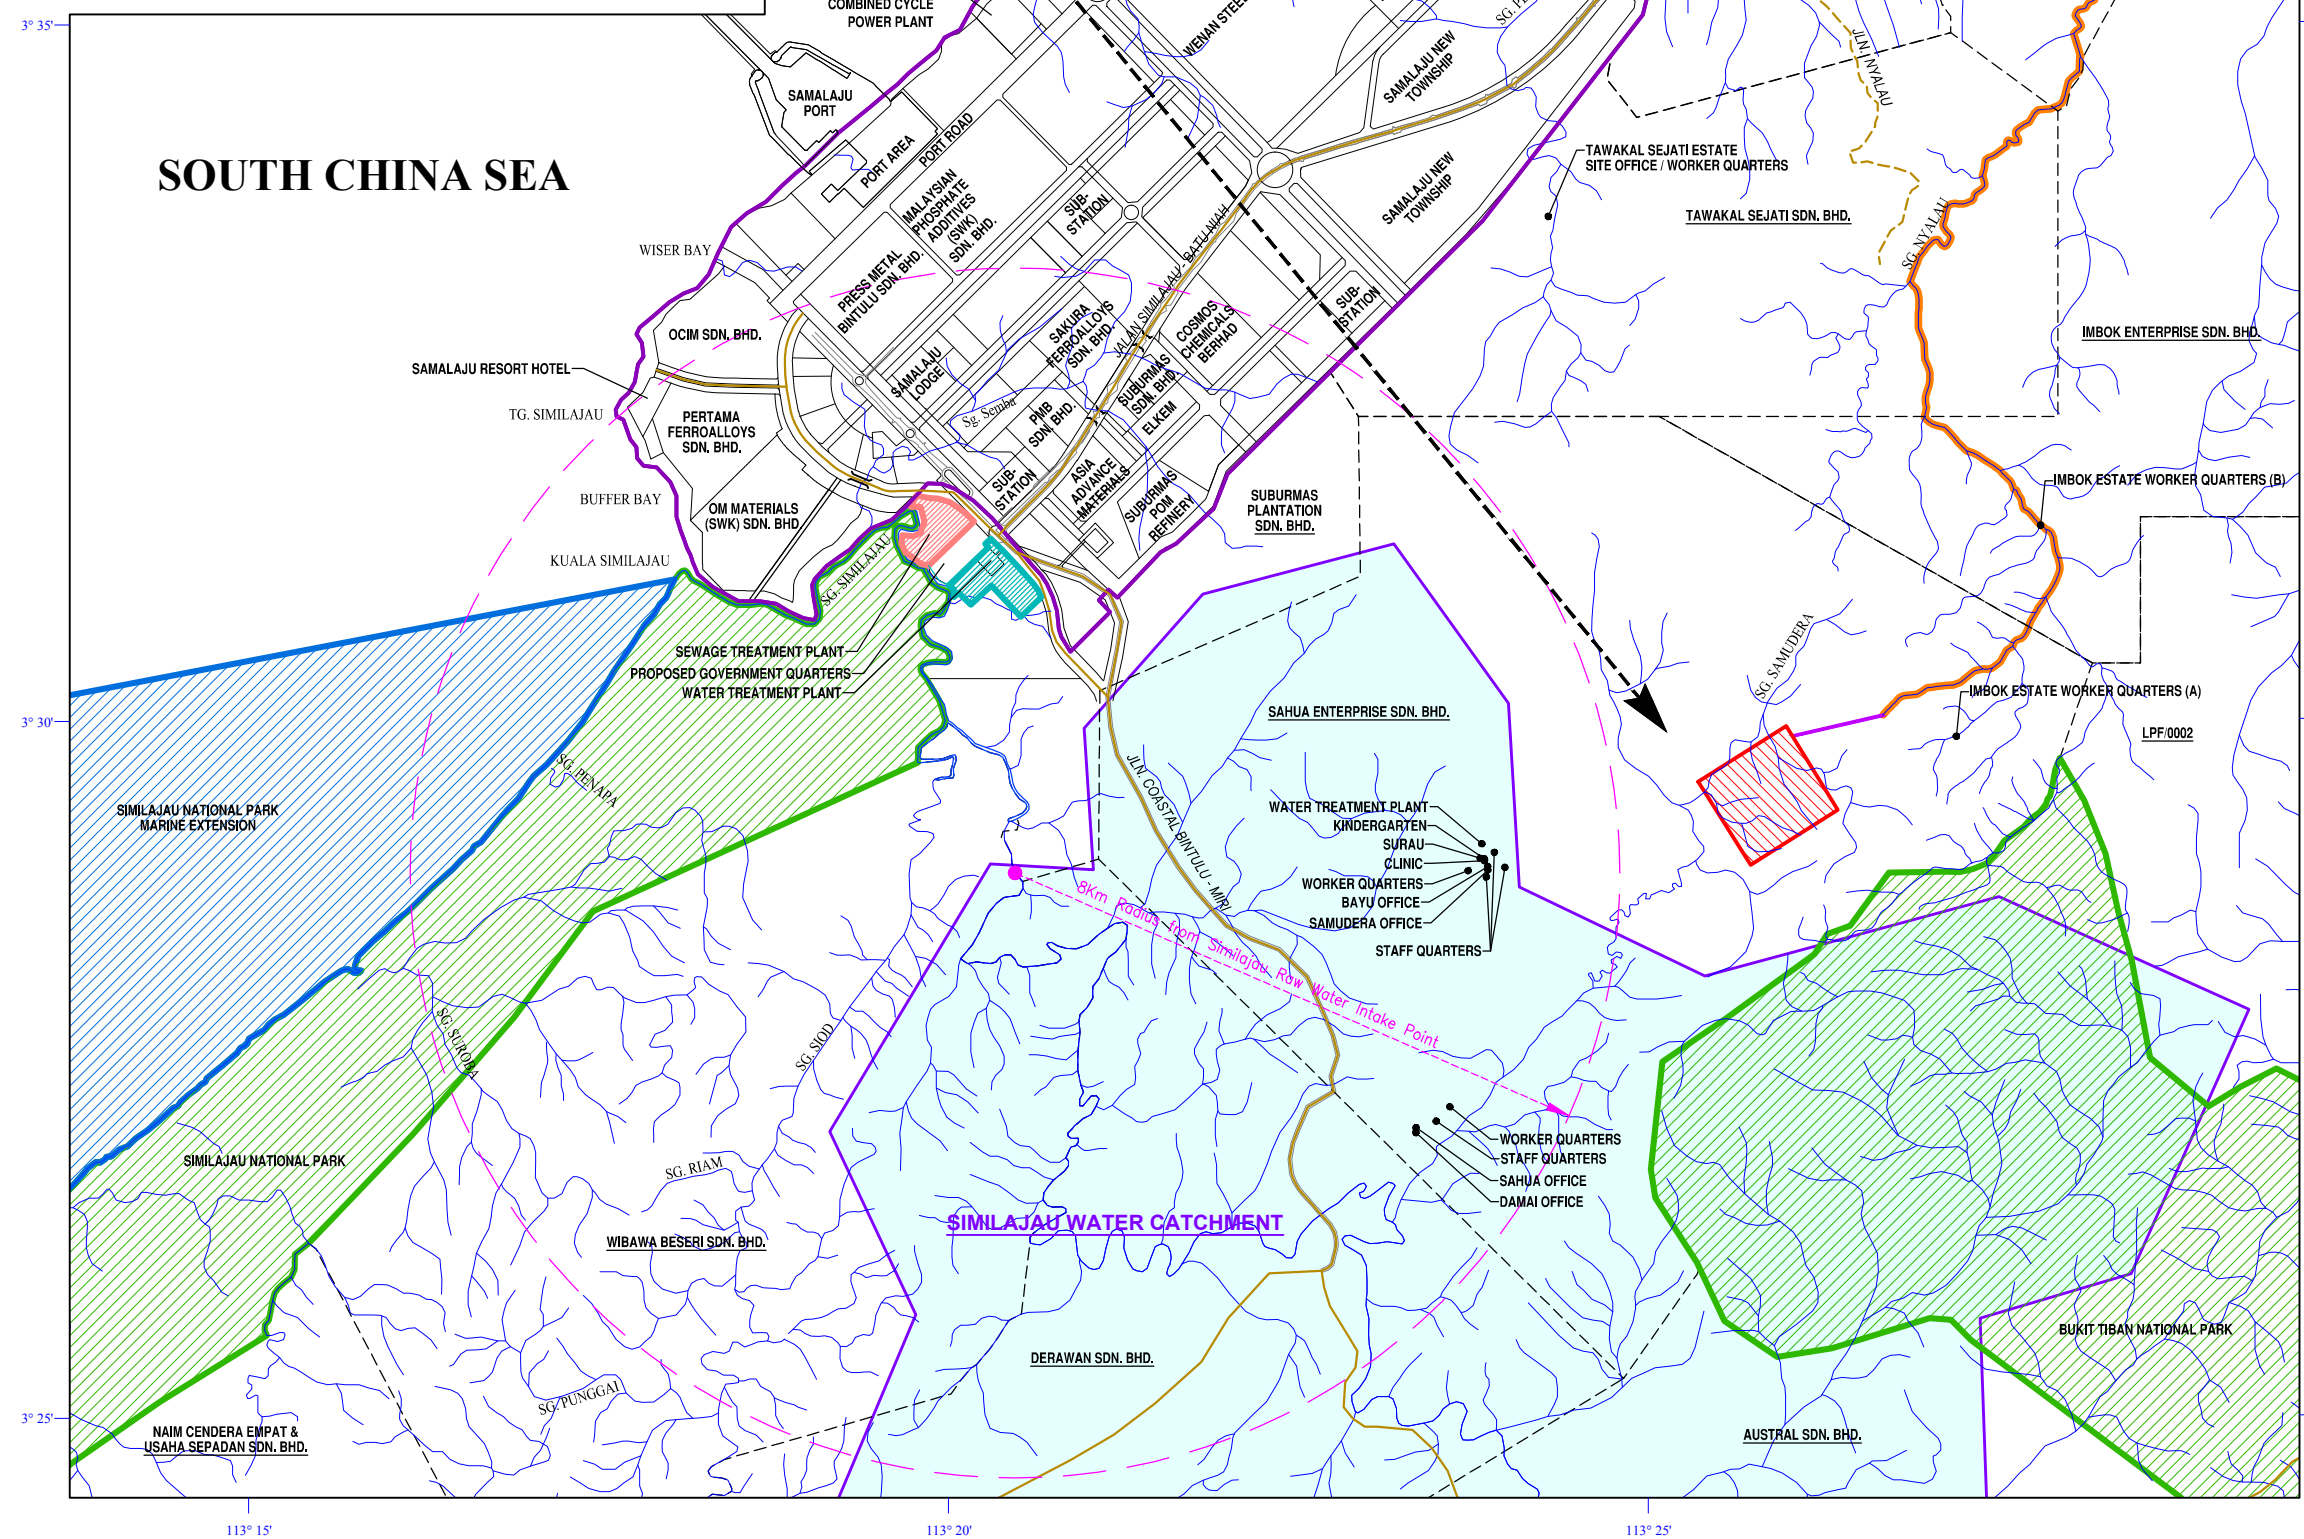 3° 35'
COMBINED CYCLE
POWER PLANT
SAMALAJU
PORT
PORT AREA
PORT ROAD
SOUTH CHINA SEA
WISER BAY
MALAYSIAN
PHOSPHATE
ADDITIVES
(SWK)
SDN. BHD.
PRESS METAL
BINTULU SDN. BHD.
SUB-
STATION
SAMALAJU NEW
TOWNSHIP
SAMALAJU NEW
TOWNSHIP
JLN. NYALAU
TAWAKAL SEJATI ESTATE
SITE OFFICE / WORKER QUARTERS
TAWAKAL SEJATI SDN. BHD.
SG. NYALAU
IMBOK ENTERPRISE SDN. BHD.
OCIM SDN. BHD.
SAMALAJU RESORT HOTEL
TG. SIMILAJAU
PERTAMA
FERROALLOYS
SDN. BHD.
SAMALAJU
LODGE
SAKURA
FERROALLOYS
SDN. BHD.
JALAN SIMILAJAU - BATU NIAH
COSMOS
CHEMICALS
BERHAD
SUB-
STATION
Sg. Semba
PMB
SDN. BHD.
SUBURMAS
SDN. BHD.
ELKEM
BUFFER BAY
OM MATERIALS
(SWK) SDN. BHD.
SUB-
STATION
ASIA
ADVANCE
MATERIALS
SUBURMAS
POM
REFINERY
SUBURMAS
PLANTATION
SDN. BHD.
IMBOK ESTATE WORKER QUARTERS (B)
KUALA SIMILAJAU
SG. SIMILAJAU
SEWAGE TREATMENT PLANT
PROPOSED GOVERNMENT QUARTERS
WATER TREATMENT PLANT
SG. SAMUDERA
IMBOK ESTATE WORKER QUARTERS (A)
3° 30'
SAHUA ENTERPRISE SDN. BHD.
LPF/0002
SG. PENAPA
JLN. COASTAL BINTULU - MIRI
SIMILAJAU NATIONAL PARK
MARINE EXTENSION
WATER TREATMENT PLANT
KINDERGARTEN
SURAU
CLINIC
WORKER QUARTERS
BAYU OFFICE
SAMUDERA OFFICE
STAFF QUARTERS
8Km Radius from Similajau Raw Water Intake Point
SG. SUROBA
SG. SIOD
SIMILAJAU NATIONAL PARK
SG. RIAM
WORKER QUARTERS
STAFF QUARTERS
SAHUA OFFICE
DAMAI OFFICE
SIMILAJAU WATER CATCHMENT
WIBAWA BESERI SDN. BHD.
BUKIT TIBAN NATIONAL PARK
DERAWAN SDN. BHD.
SG. PUNGGAI
3° 25'
NAIM CENDERA EMPAT &
USAHA SEPADAN SDN. BHD.
AUSTRAL SDN. BHD.
113° 15'
113° 20'
113° 25'